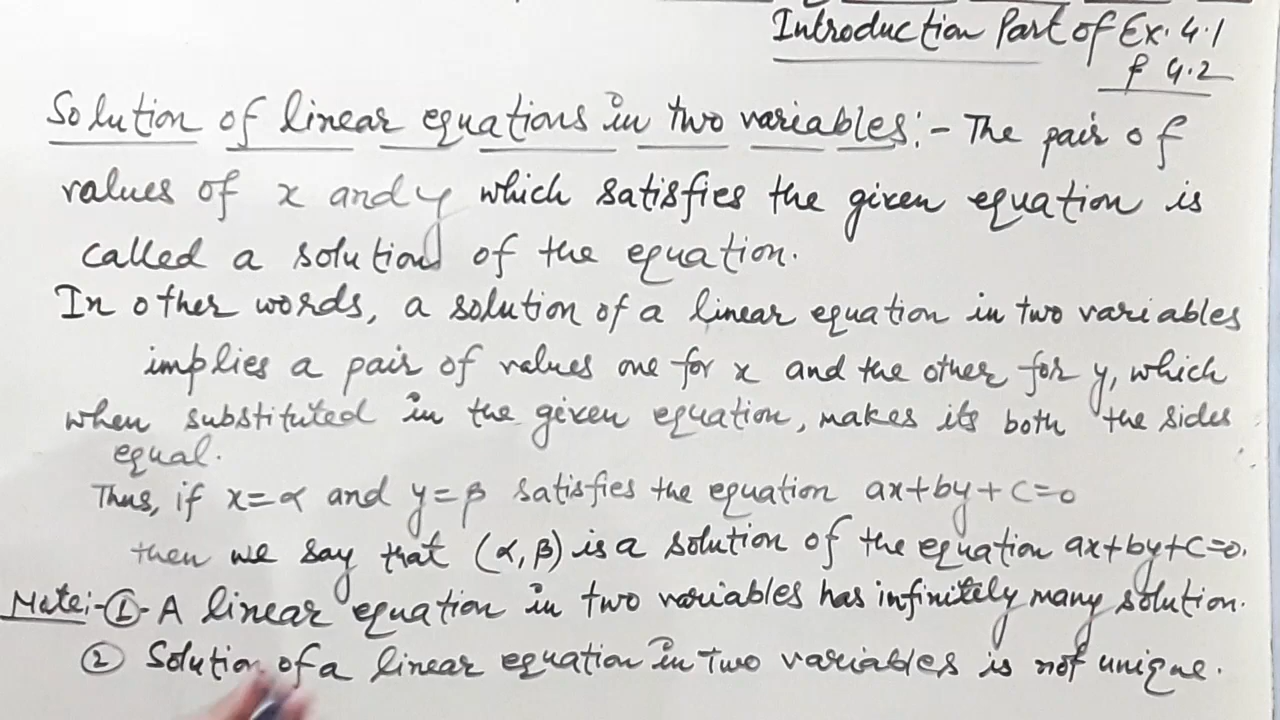 Introduction Part of Ex. 4.1
& 4.2
Solution of linear equations in two variables:- The pair of
values of x and y which satisfies the given equation is
called a solution of the equation.
In other words, a solution of a linear equation in two variables
implies a pair of values one for x and the other for y, which
when substituted in the given equation, makes its both the sides
equal.
Thus, if x=α and y=β satisfies the equation ax+by+c=0
then we say that (α, β) is a solution of the equation ax+by+c=0.
Note:- ①- A linear equation in two variables has infinitely many solution.
② Solution of a linear equation in two variables is not unique.